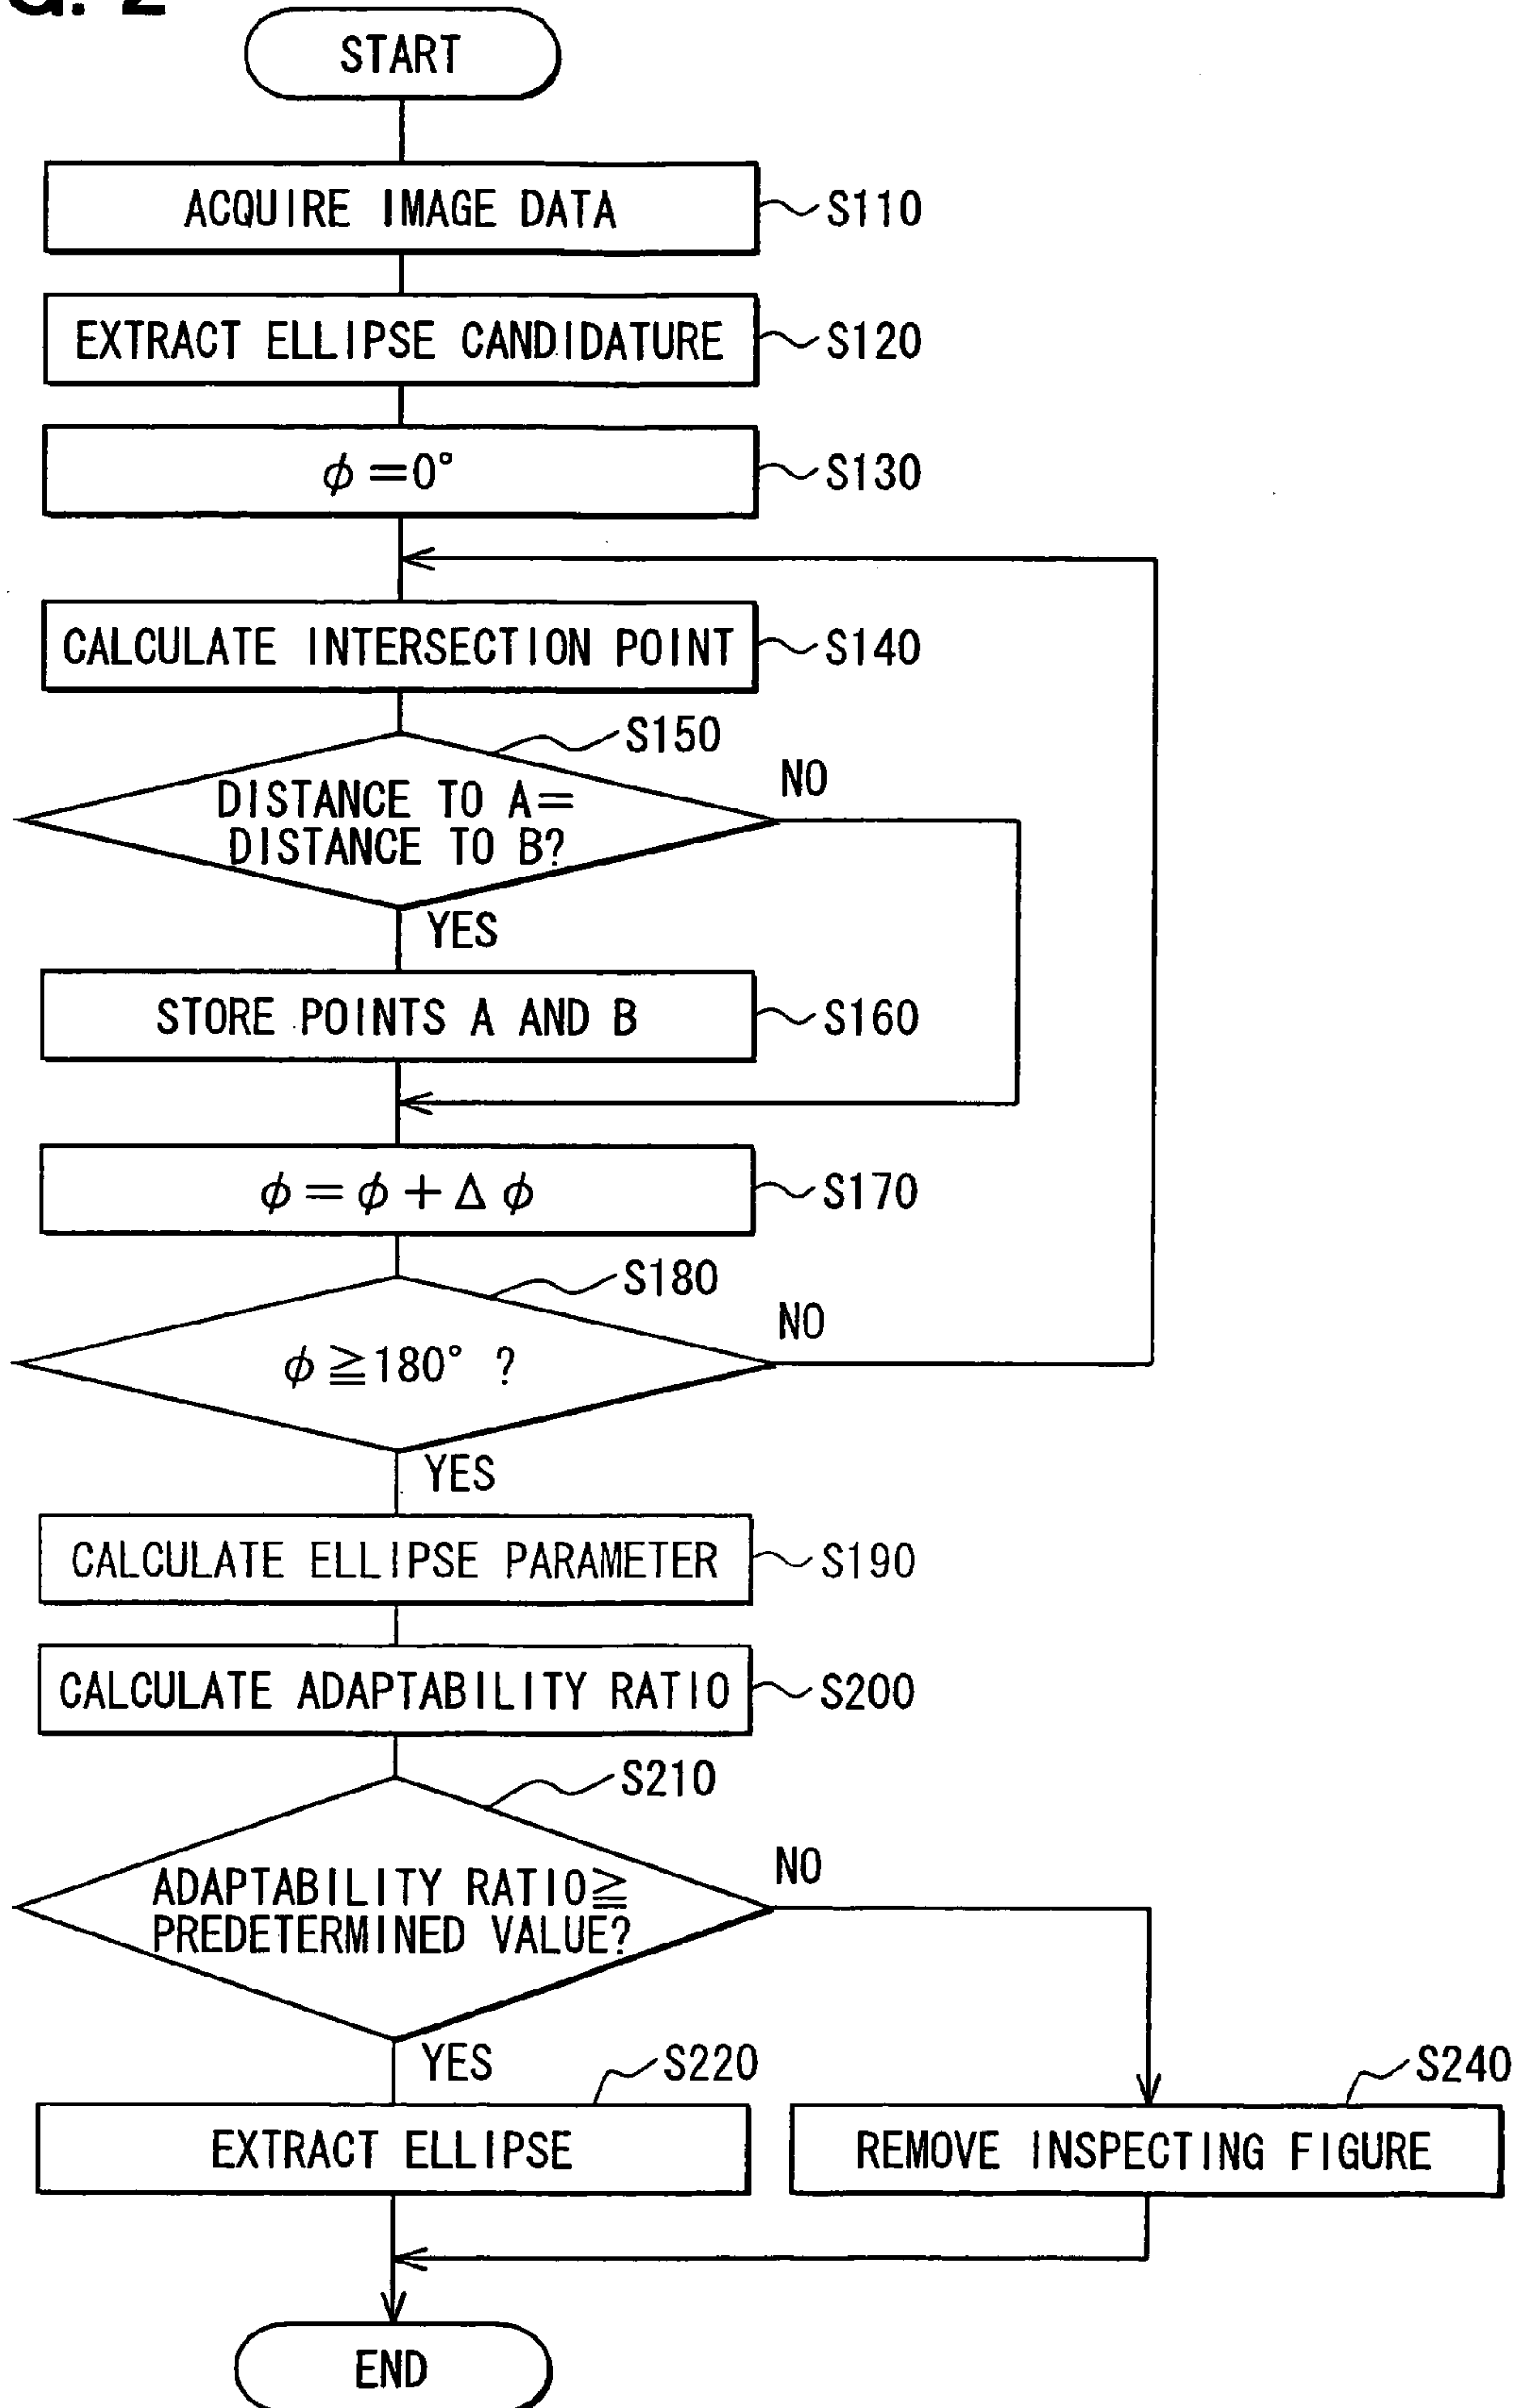 G. 2
START
ACQUIRE IMAGE DATA
S110
EXTRACT ELLIPSE CANDIDATURE
S120
ϕ=0°
S130
CALCULATE INTERSECTION POINT
S140
S150
DISTANCE TO A=
DISTANCE TO B?
NO
YES
STORE POINTS A AND B
S160
ϕ=ϕ+Δϕ
S170
S180
ϕ≧180° ?
NO
YES
CALCULATE ELLIPSE PARAMETER
S190
CALCULATE ADAPTABILITY RATIO
S200
S210
ADAPTABILITY RATIO≧
PREDETERMINED VALUE?
NO
YES
S220
EXTRACT ELLIPSE
S240
REMOVE INSPECTING FIGURE
END